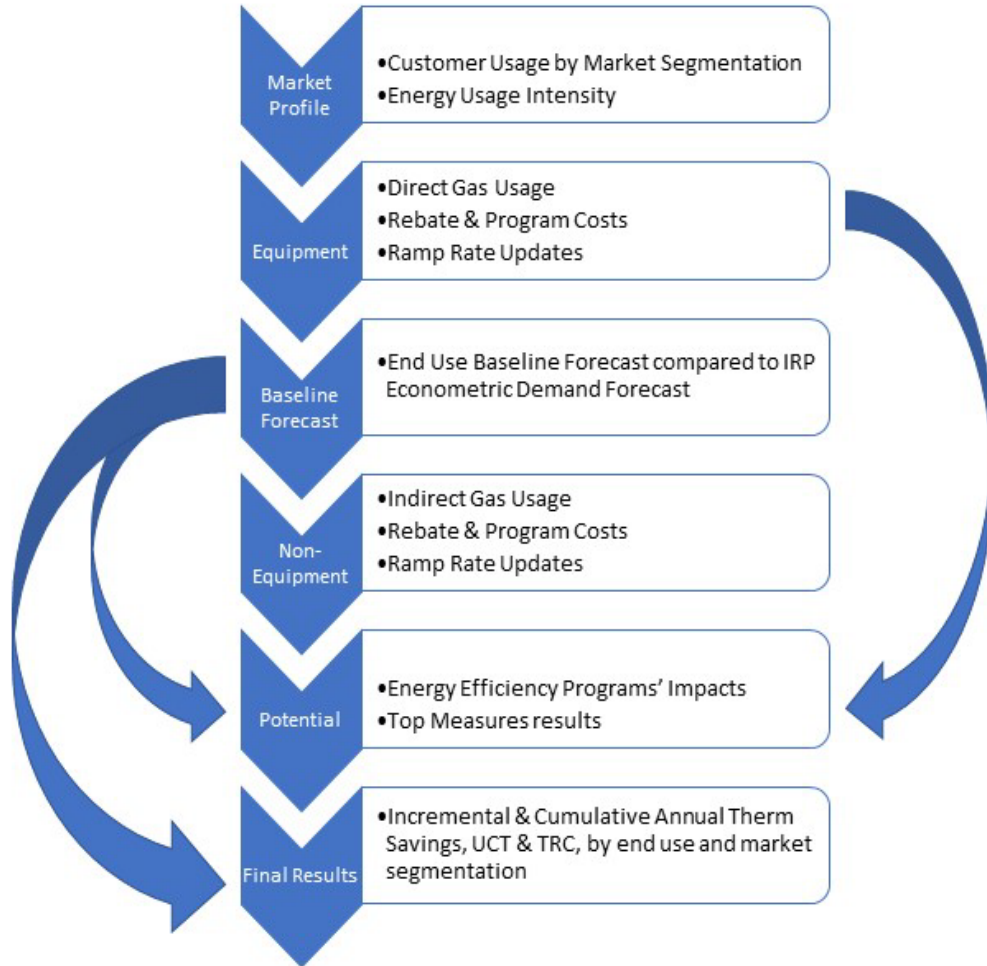 Market
Profile
•Customer Usage by Market Segmentation
•Energy Usage Intensity
Equipment
•Direct Gas Usage
•Rebate & Program Costs
•Ramp Rate Updates
Baseline
Forecast
•End Use Baseline Forecast compared to IRP
Econometric Demand Forecast
Non-
Equipment
•Indirect Gas Usage
•Rebate & Program Costs
•Ramp Rate Updates
Potential
•Energy Efficiency Programs’ Impacts
•Top Measures results
Final Results
•Incremental & Cumulative Annual Therm
Savings, UCT & TRC, by end use and market
segmentation